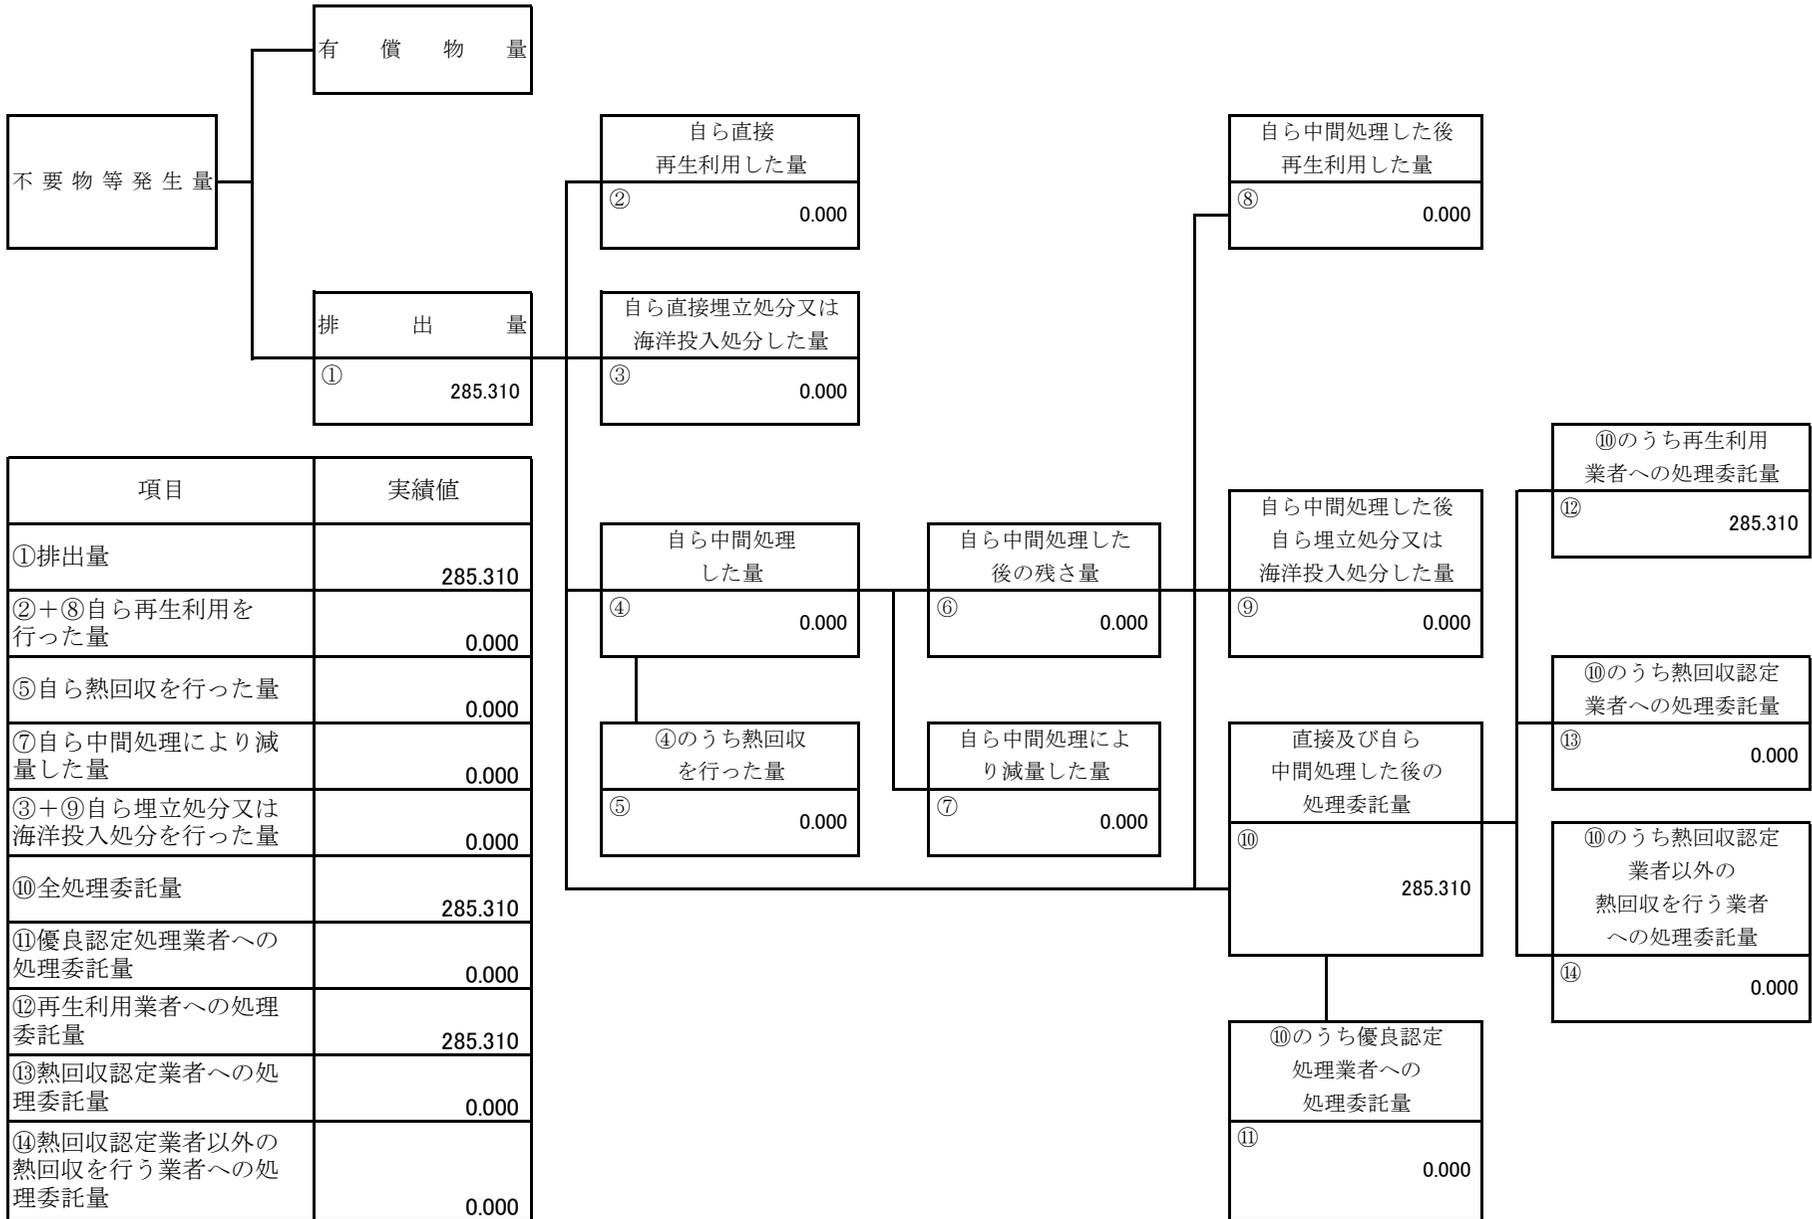 有償物量
不要物等発生量
排出量
①
285.310
自ら直接
再生利用した量
②
0.000
自ら直接埋立処分又は
海洋投入処分した量
③
0.000
自ら中間処理
した量
④
0.000
④のうち熱回収
を行った量
⑤
0.000
自ら中間処理した
後の残さ量
⑥
0.000
自ら中間処理によ
り減量した量
⑦
0.000
自ら中間処理した後
再生利用した量
⑧
0.000
自ら中間処理した後
自ら埋立処分又は
海洋投入処分した量
⑨
0.000
直接及び自ら
中間処理した後の
処理委託量
⑩
285.310
⑩のうち優良認定
処理業者への
処理委託量
⑪
0.000
⑩のうち再生利用
業者への処理委託量
⑫
285.310
⑩のうち熱回収認定
業者への処理委託量
⑬
0.000
⑩のうち熱回収認定
業者以外の
熱回収を行う業者
への処理委託量
⑭
0.000
項目 実績値
①排出量
285.310
②＋⑧自ら再生利用を
行った量
0.000
⑤自ら熱回収を行った量
0.000
⑦自ら中間処理により減
量した量
0.000
③＋⑨自ら埋立処分又は
海洋投入処分を行った量
0.000
⑩全処理委託量
285.310
⑪優良認定処理業者への
処理委託量
0.000
⑫再生利用業者への処理
委託量
285.310
⑬熱回収認定業者への処
理委託量
0.000
⑭熱回収認定業者以外の
熱回収を行う業者への処
理委託量
0.000